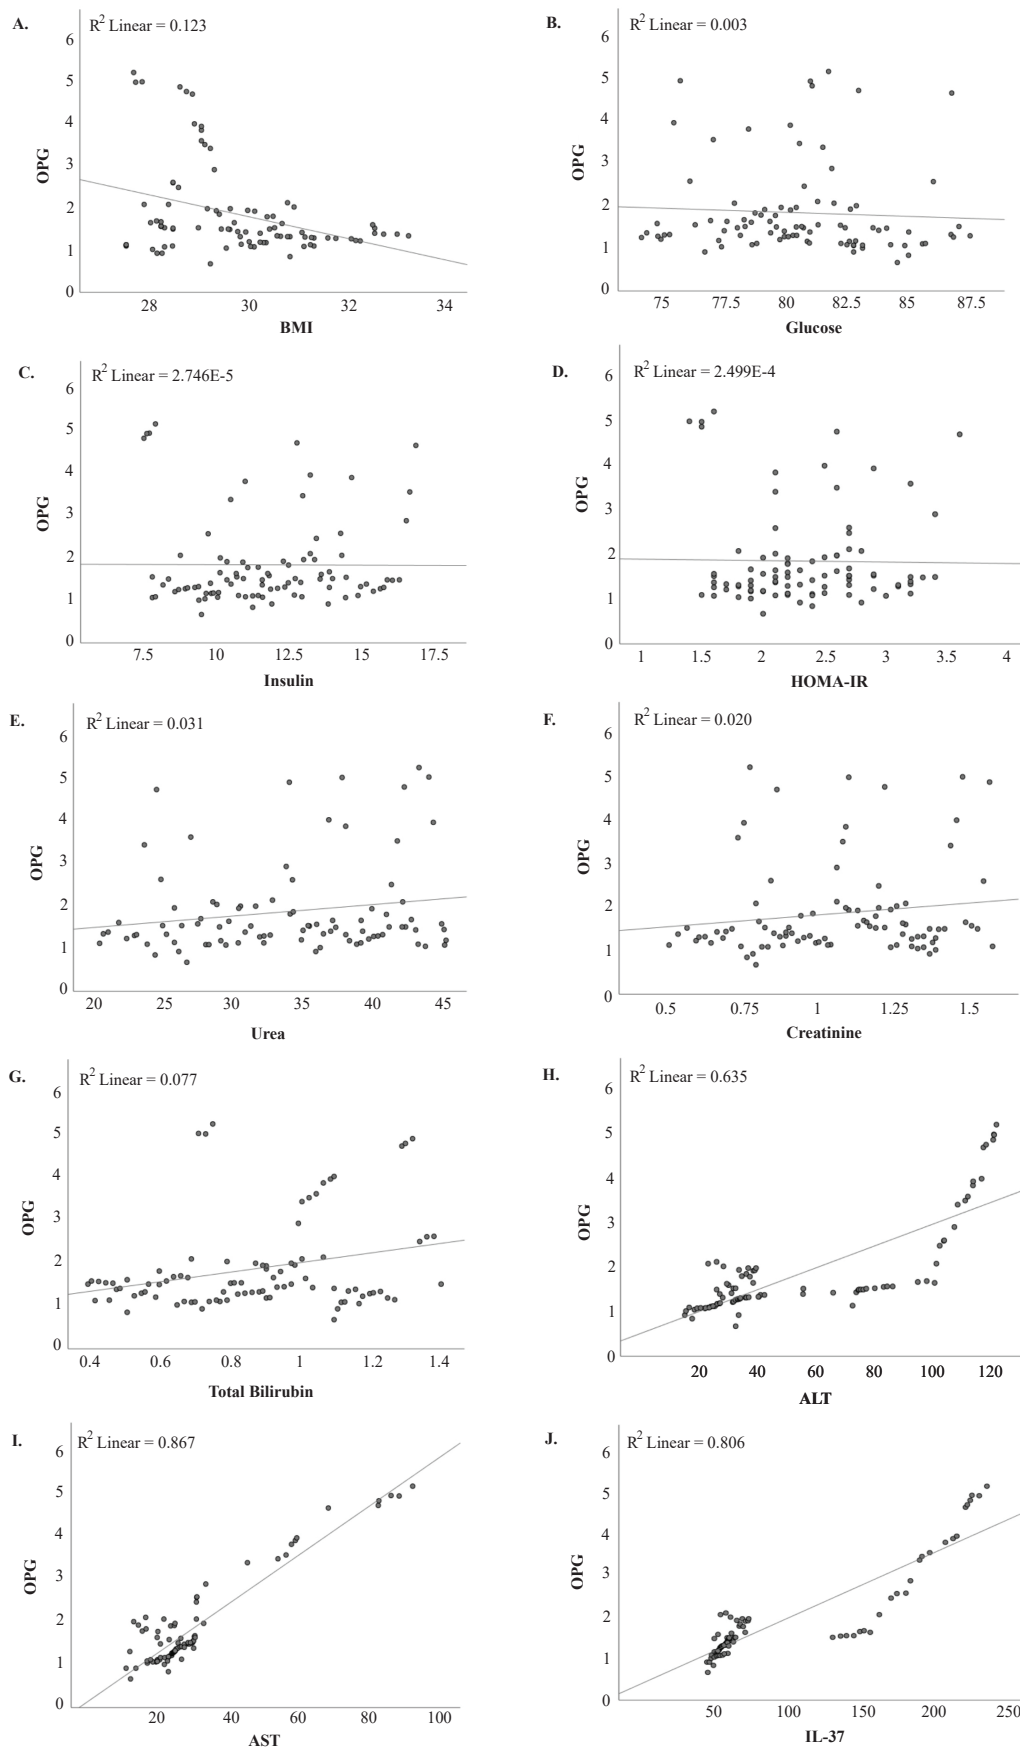 A.
R² Linear = 0.123
6
5
4
3
2
1
0
OPG
28 30 32 34
BMI
B.
R² Linear = 0.003
6
5
4
3
2
1
0
OPG
75 77.5 80 82.5 85 87.5
Glucose
C.
R² Linear = 2.746E-5
6
5
4
3
2
1
0
OPG
7.5 10 12.5 15 17.5
Insulin
D.
R² Linear = 2.499E-4
6
5
4
3
2
1
0
OPG
1 1.5 2 2.5 3 3.5 4
HOMA-IR
E.
R² Linear = 0.031
6
5
4
3
2
1
0
OPG
20 25 30 35 40 45
Urea
F.
R² Linear = 0.020
6
5
4
3
2
1
0
OPG
0.5 0.75 1 1.25 1.5
Creatinine
G.
R² Linear = 0.077
6
5
4
3
2
1
0
OPG
0.4 0.6 0.8 1 1.2 1.4
Total Bilirubin
H.
R² Linear = 0.635
6
5
4
3
2
1
0
OPG
20 40 60 80 100 120
ALT
I.
R² Linear = 0.867
6
5
4
3
2
1
0
OPG
20 40 60 80 100
AST
J.
R² Linear = 0.806
6
5
4
3
2
1
0
OPG
50 100 150 200 250
IL-37